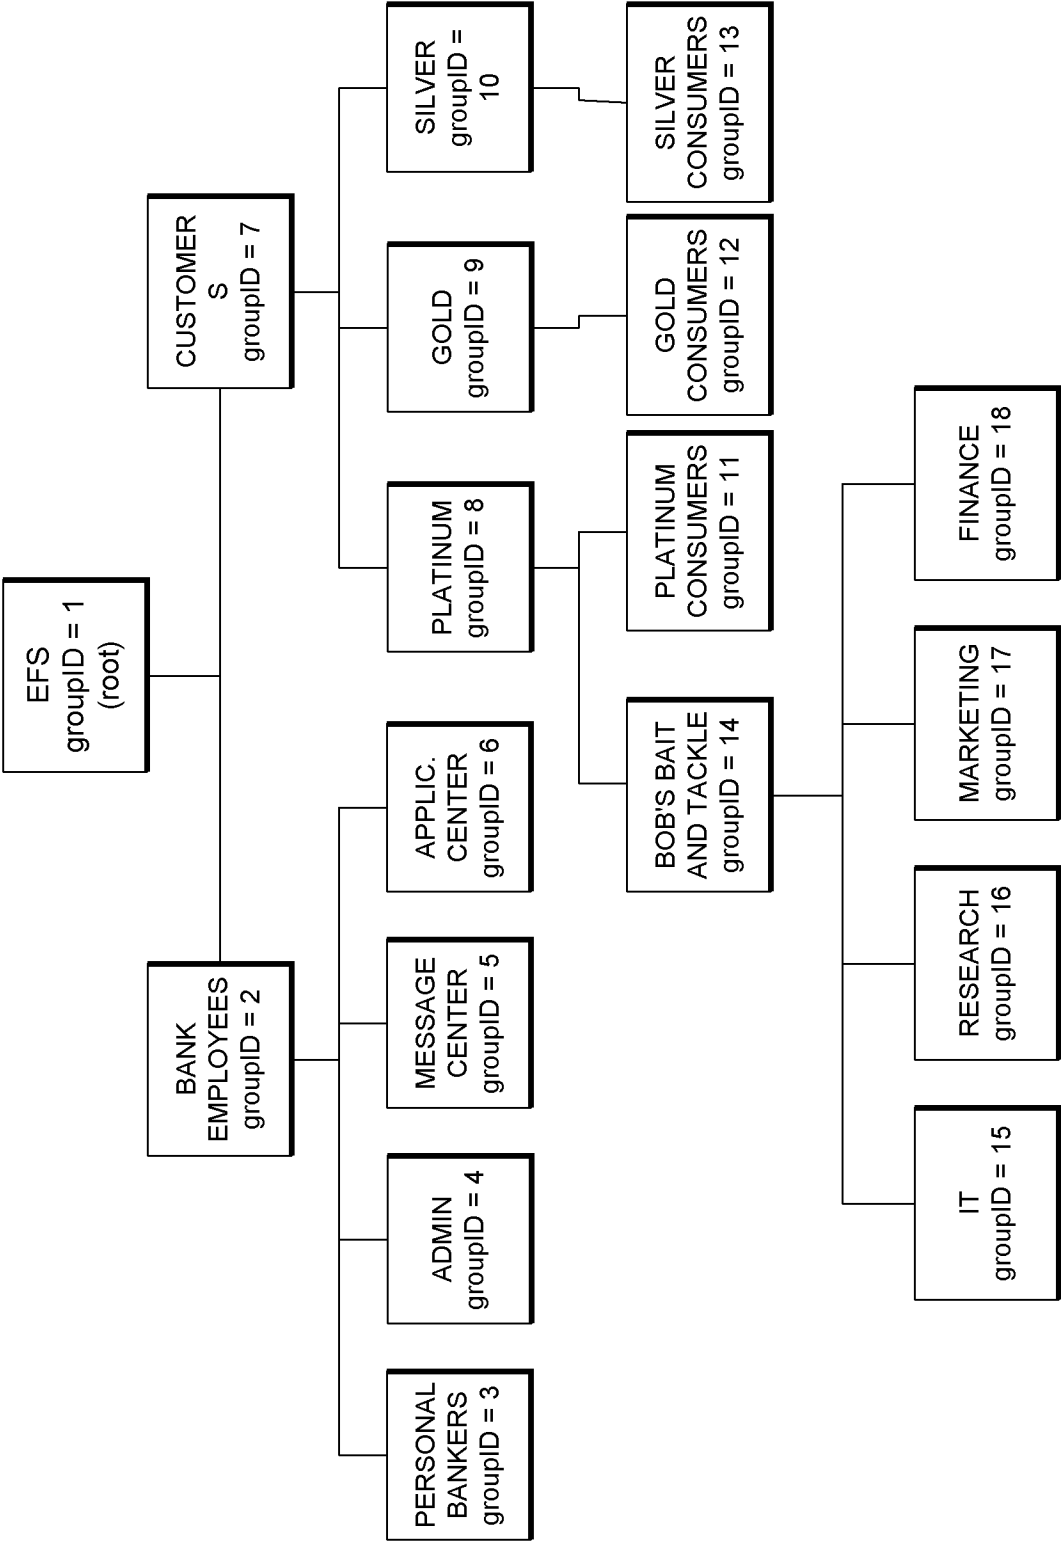 EFS
groupID = 1
(root)
BANK
EMPLOYEES
groupID = 2
CUSTOMER
S
groupID = 7
PERSONAL
BANKERS
groupID = 3
ADMIN
groupID = 4
MESSAGE
CENTER
groupID = 5
APPLIC.
CENTER
groupID = 6
PLATINUM
groupID = 8
GOLD
groupID = 9
SILVER
groupID =
10
BOB'S BAIT
AND TACKLE
groupID = 14
PLATINUM
CONSUMERS
groupID = 11
GOLD
CONSUMERS
groupID = 12
SILVER
CONSUMERS
groupID = 13
IT
groupID = 15
RESEARCH
groupID = 16
MARKETING
groupID = 17
FINANCE
groupID = 18